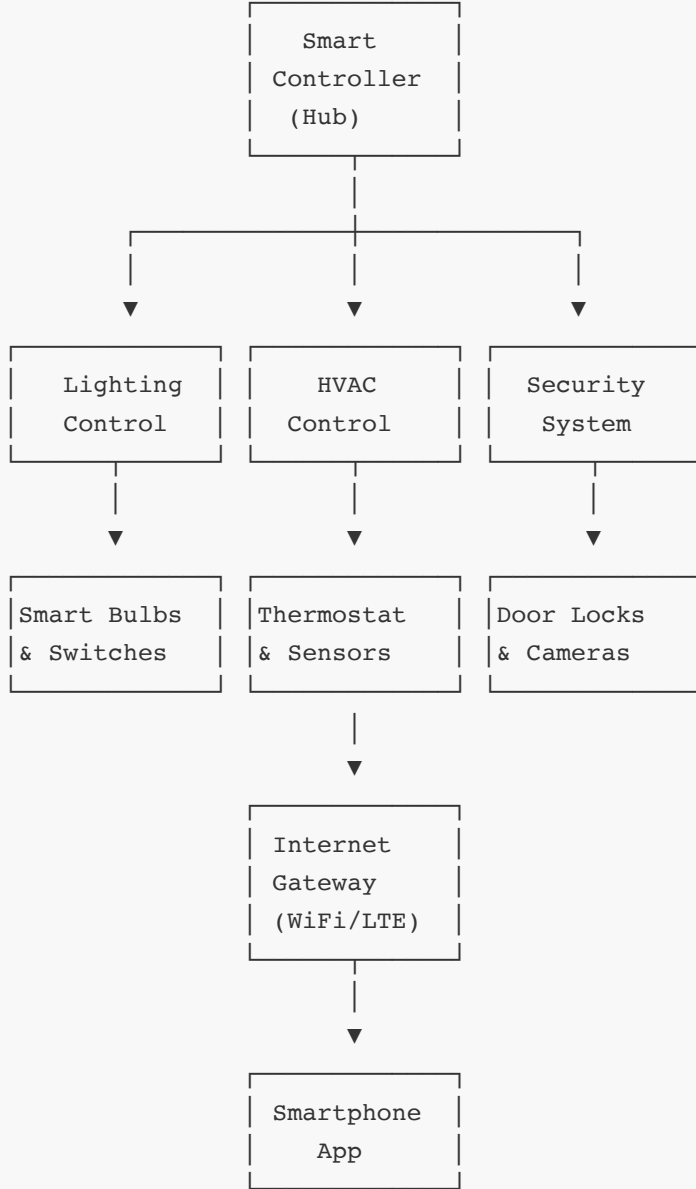 Smart
Controller
(Hub)
Lighting
Control
HVAC
Control
Security
System
Smart Bulbs
& Switches
Thermostat
& Sensors
Door Locks
& Cameras
Internet
Gateway
(WiFi/LTE)
Smartphone
App